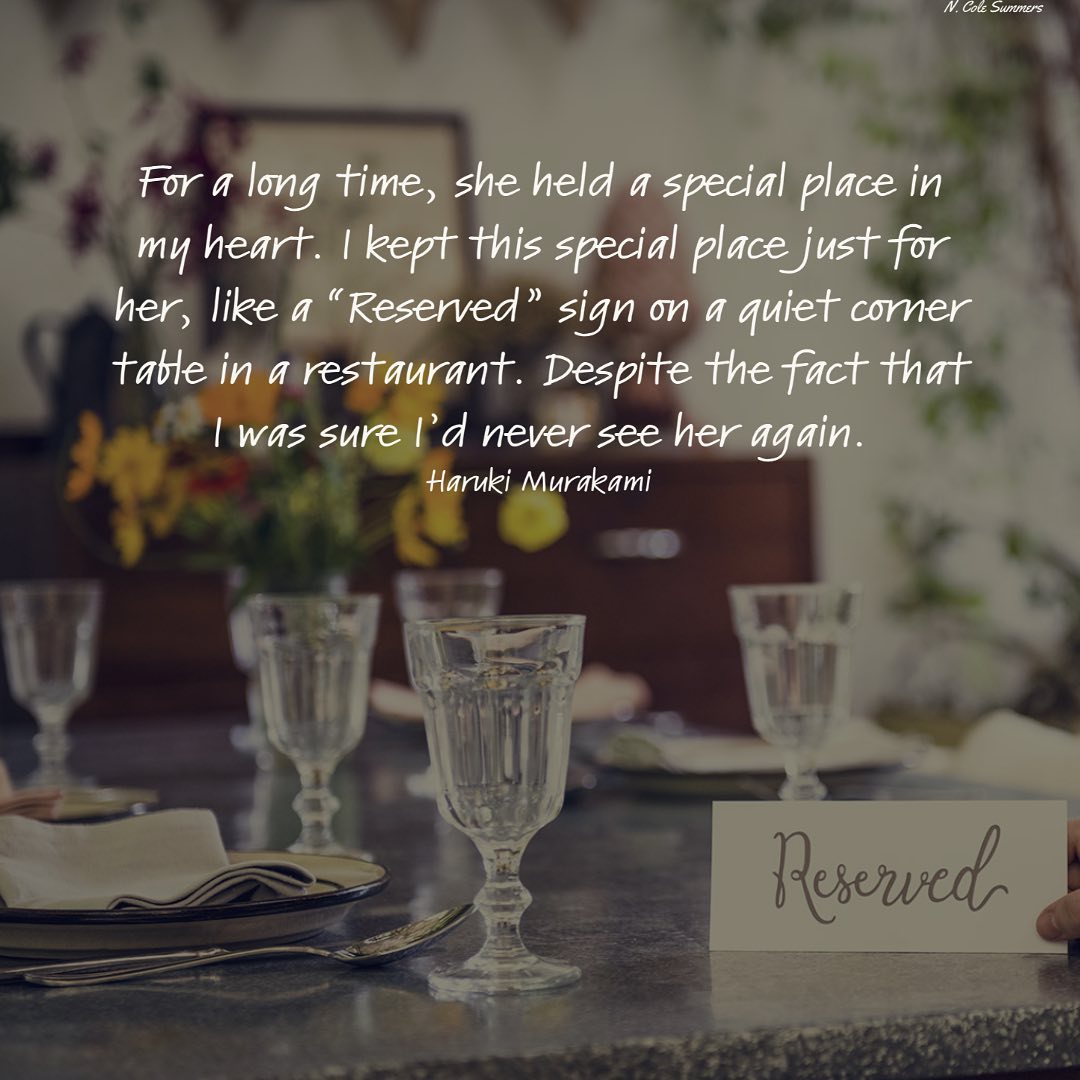 N. Cole Summers
For a long time, she held a special place in
my heart. I kept this special place just for
her, like a “Reserved” sign on a quiet corner
table in a restaurant. Despite the fact that
I was sure I’d never see her again.
Haruki Murakami
Reserved